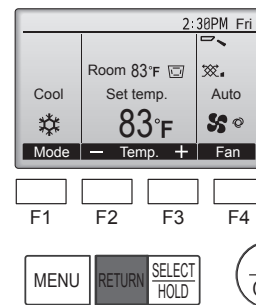 2:30PM Fri
Room 83°F
Cool Set temp. Auto
83°F
Mode − Temp. + Fan
F1 F2 F3 F4
MENU RETURN SELECT
HOLD